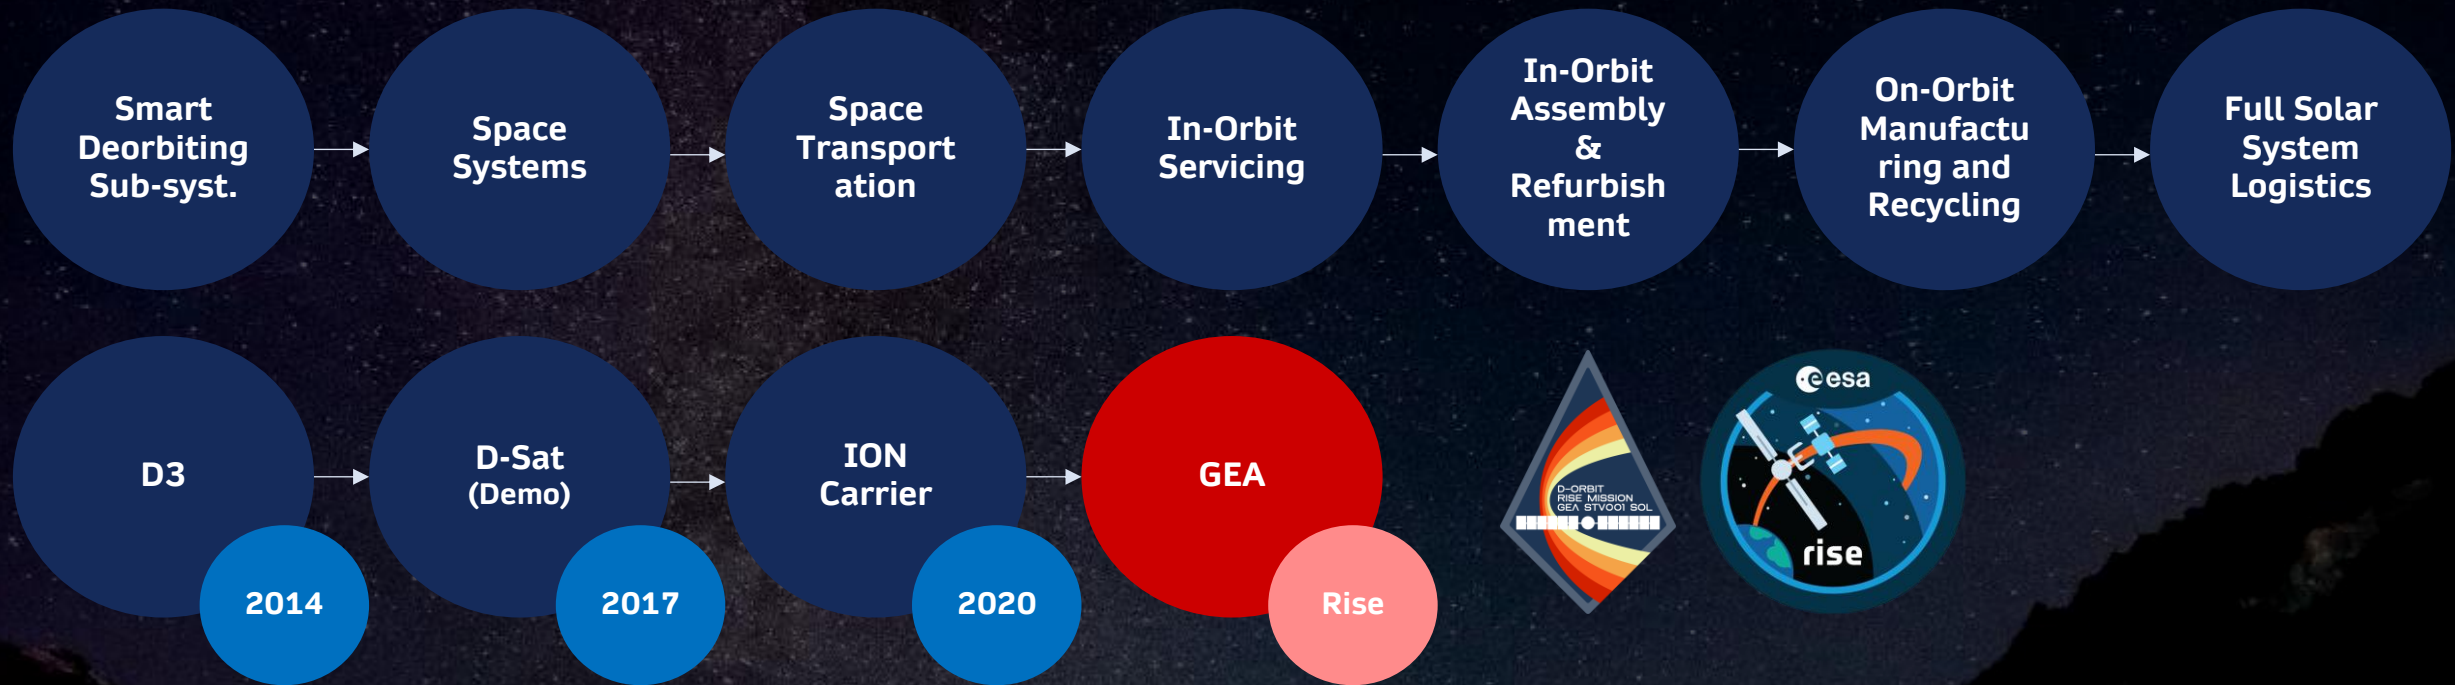 Smart
Deorbiting
Sub-syst.
Space
Systems
Space
Transport
ation
In-Orbit
Servicing
In-Orbit
Assembly
&
Refurbish
ment
On-Orbit
Manufactu
ring and
Recycling
Full Solar
System
Logistics
D3
2014
D-Sat
(Demo)
2017
ION
Carrier
2020
GEA
Rise
D-ORBIT
RISE MISSION
GEA STV001 SOL
esa
rise